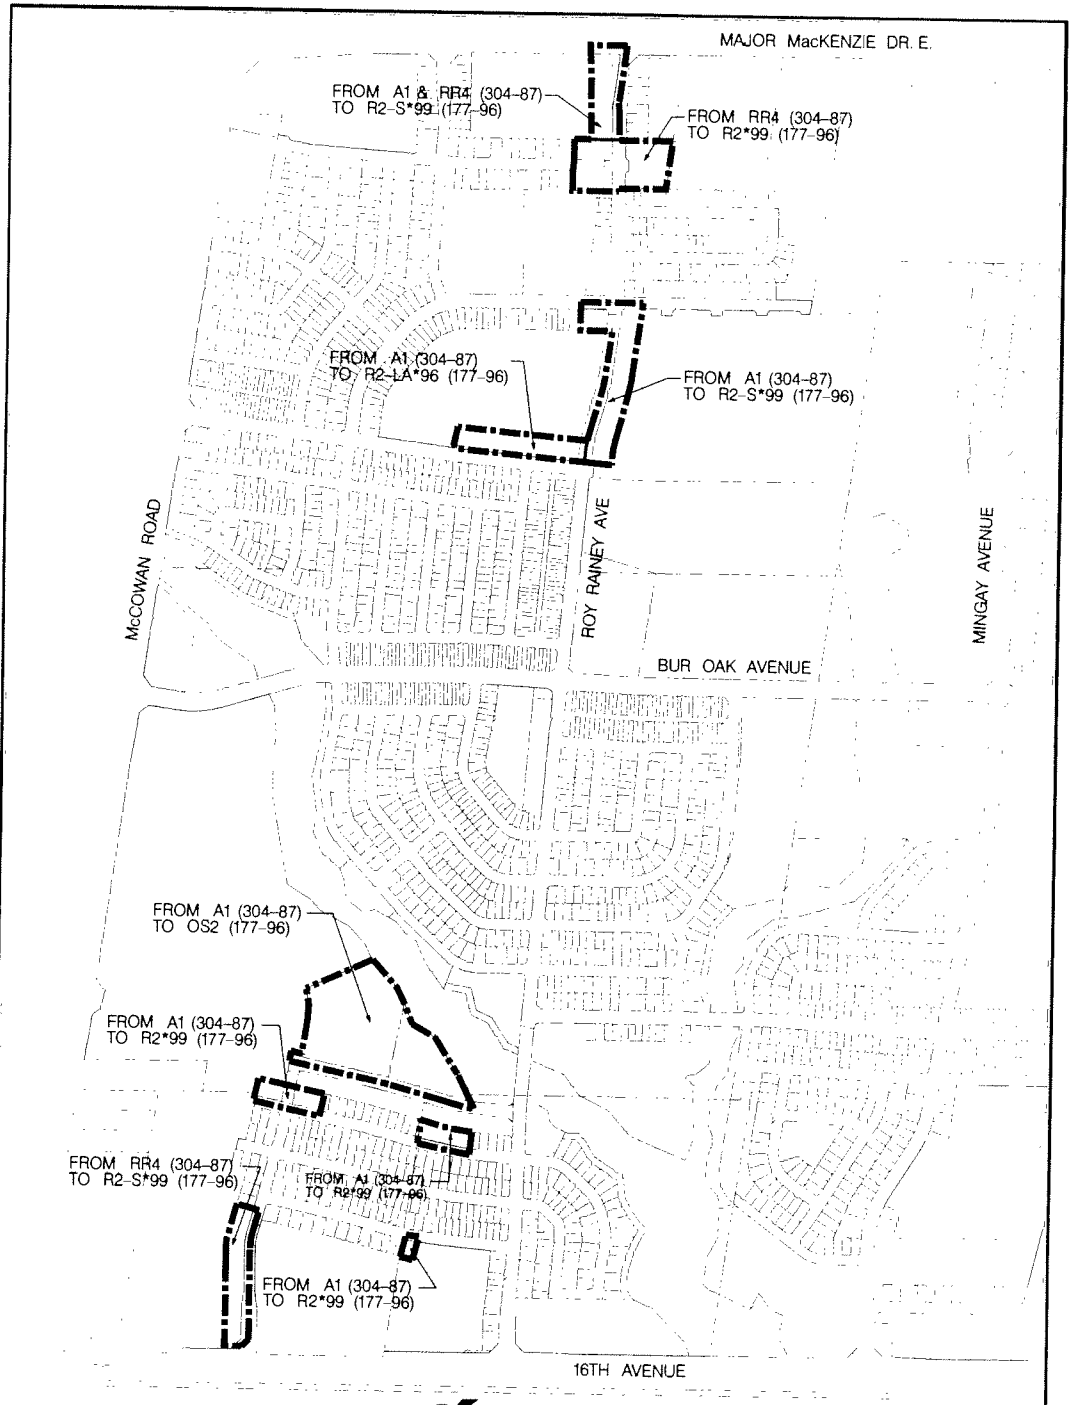 MAJOR MacKENZIE DR. E.
FROM A1 & RR4 (304-87)
TO R2-S*99 (177-96)
FROM RR4 (304-87)
TO R2*99 (177-96)
FROM A1 (304-87)
TO R2-LA*96 (177-96)
FROM A1 (304-87)
TO R2-S*99 (177-96)
McCOWAN ROAD
ROY RAINEY AVE
MINGAY AVENUE
BUR OAK AVENUE
FROM A1 (304-87)
TO OS2 (177-96)
FROM A1 (304-87)
TO R2*99 (177-96)
FROM RR4 (304-87)
TO R2-S*99 (177-96)
FROM A1 (304-87)
TO R2*99 (177-96)
FROM A1 (304-87)
TO R2*99 (177-96)
16TH AVENUE